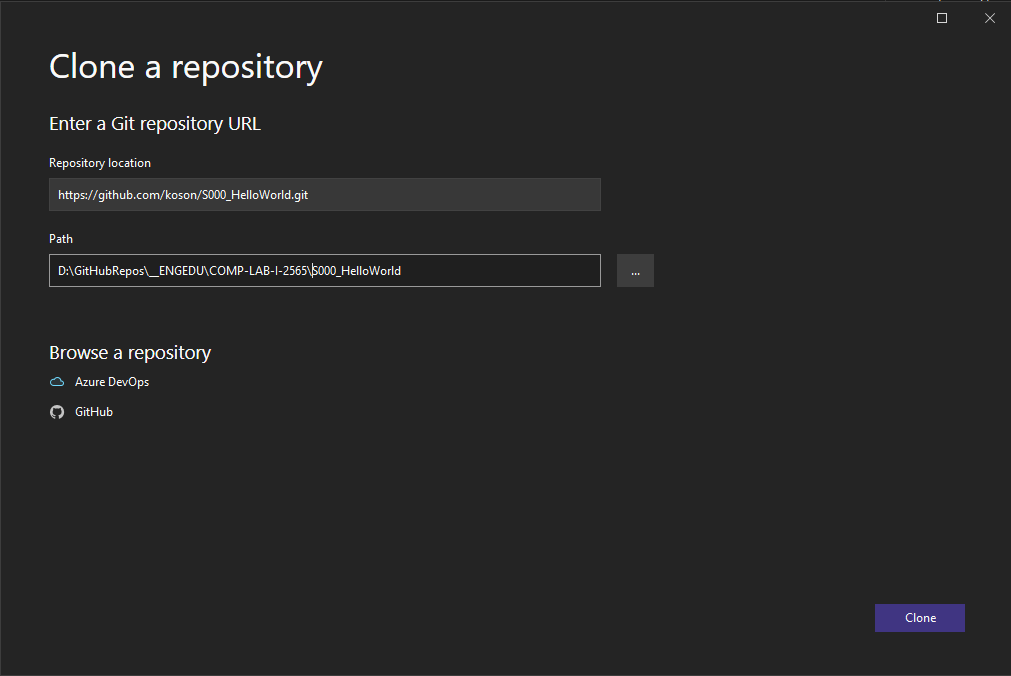 Clone a repository
Enter a Git repository URL
Repository location
https://github.com/koson/S000_HelloWorld.git
Path
D:\GitHubRepos\__ENGEDU\COMP-LAB-I-2565\S000_HelloWorld
...
Browse a repository
Azure DevOps
GitHub
Clone